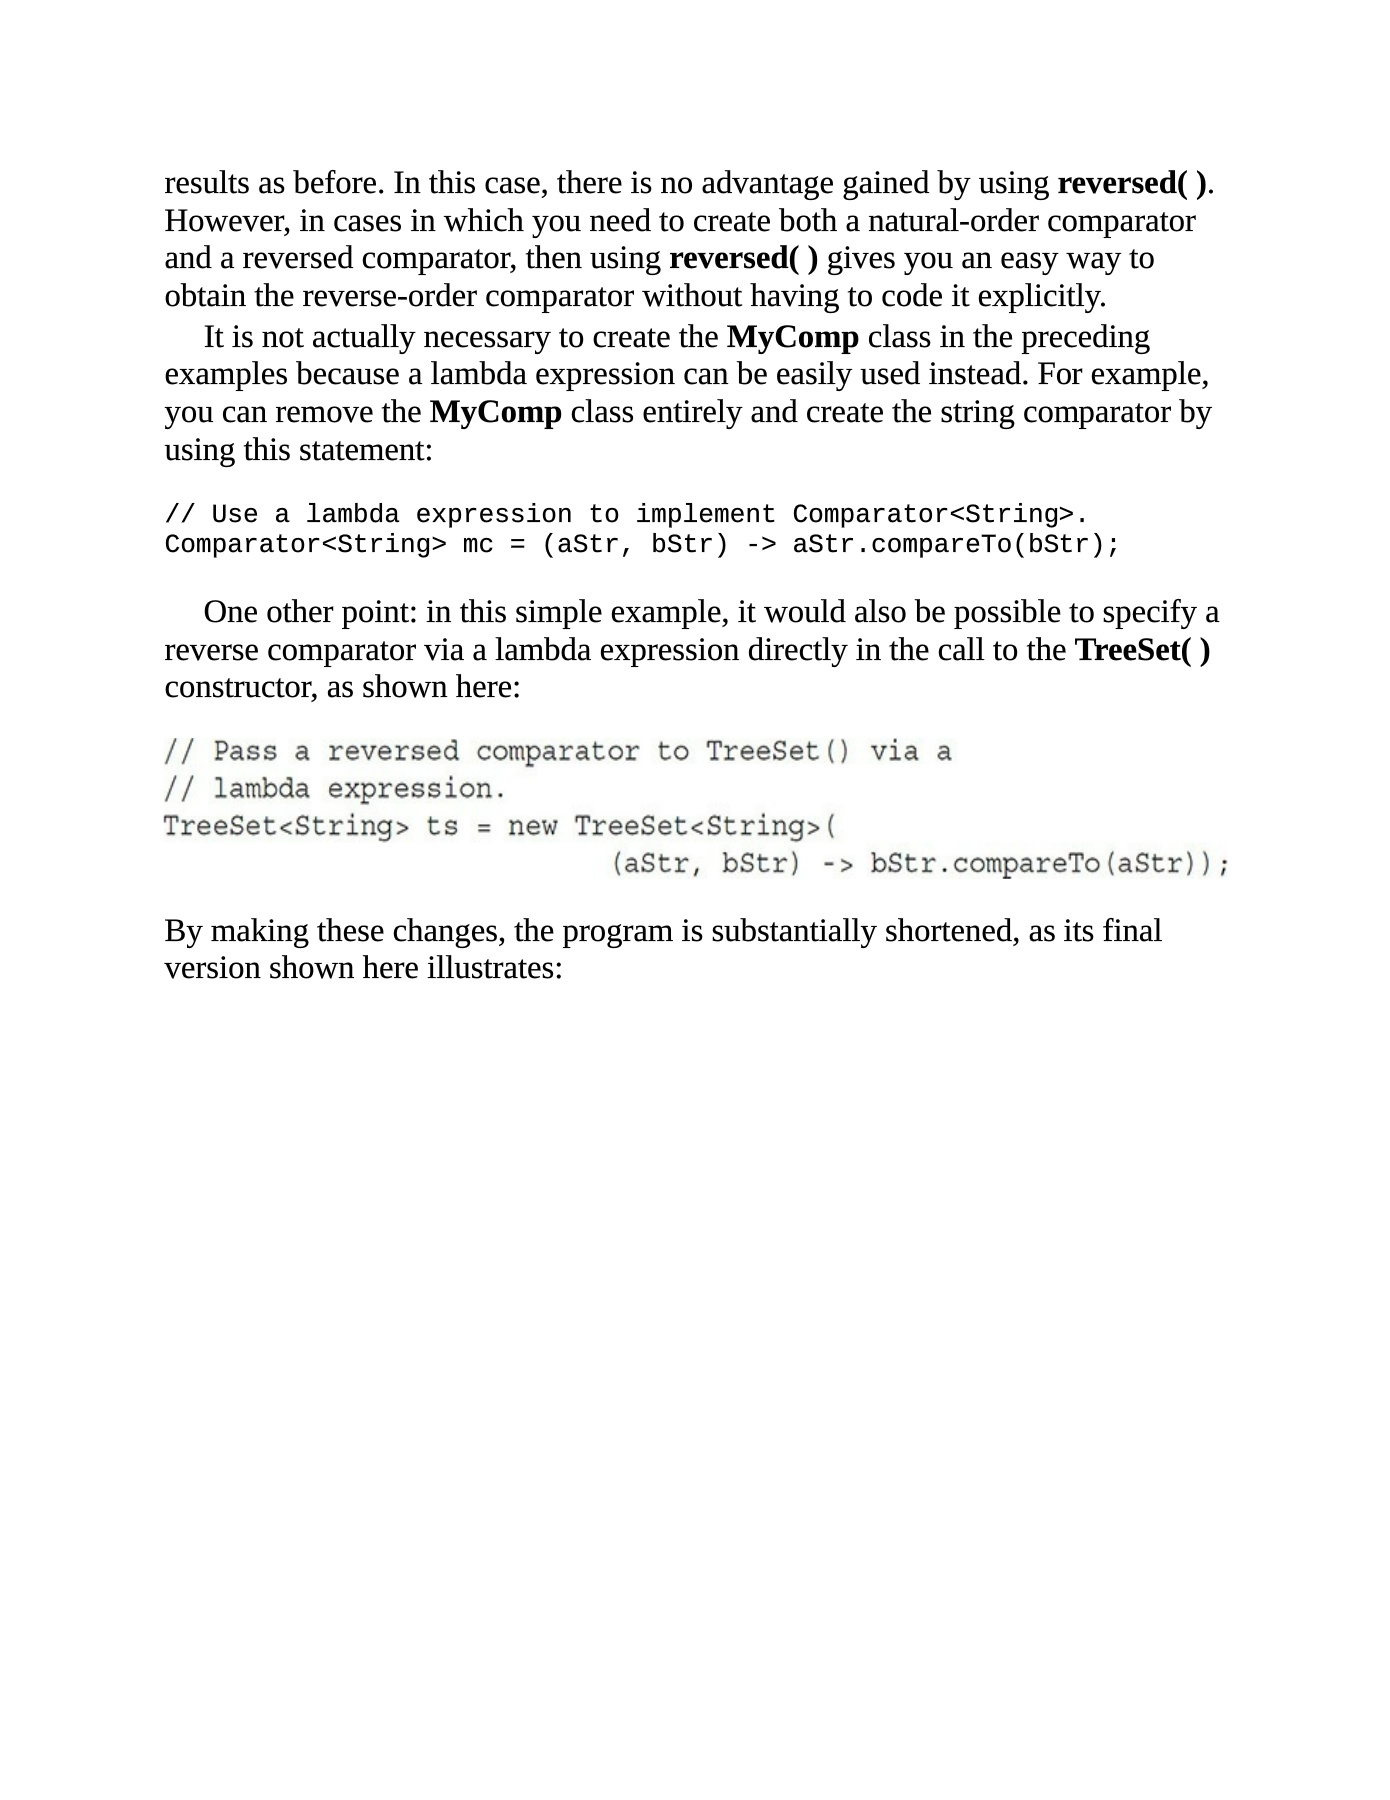 results as before. In this case, there is no advantage gained by using reversed( ).
However, in cases in which you need to create both a natural-order comparator
and a reversed comparator, then using reversed( ) gives you an easy way to
obtain the reverse-order comparator without having to code it explicitly.
It is not actually necessary to create the MyComp class in the preceding
examples because a lambda expression can be easily used instead. For example,
you can remove the MyComp class entirely and create the string comparator by
using this statement:
// Use a lambda expression to implement Comparator<String>.
Comparator<String> mc = (aStr, bStr) -> aStr.compareTo(bStr);
One other point: in this simple example, it would also be possible to specify a
reverse comparator via a lambda expression directly in the call to the TreeSet( )
constructor, as shown here:
// Pass a reversed comparator to TreeSet() via a
// lambda expression.
TreeSet<String> ts = new TreeSet<String>(
(aStr, bStr) -> bStr.compareTo(aStr));
By making these changes, the program is substantially shortened, as its final
version shown here illustrates: